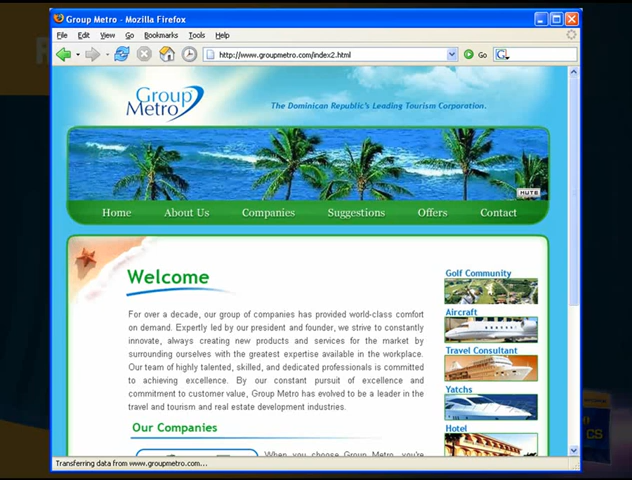 Group Metro - Mozilla Firefox
File Edit View Go Bookmarks Tools Help
http://www.groupmetro.com/index2.html Go
Group
Metro
The Dominican Republic's Leading Tourism Corporation.
MUTE
Home About Us Companies Suggestions Offers Contact
Welcome
For over a decade, our group of companies has provided world-class comfort
on demand. Expertly led by our president and founder, we strive to constantly
innovate, always creating new products and services for the market by
surrounding ourselves with the greatest expertise available in the workplace.
Our team of highly talented, skilled, and dedicated professionals is committed
to achieving excellence. By our constant pursuit of excellence and
commitment to customer value, Group Metro has evolved to be a leader in the
travel and tourism and real estate development industries.
Our Companies
When you choose Group Metro, you're
Golf Community
Aircraft
Travel Consultant
Yatchs
Hotel
Transferring data from www.groupmetro.com...
CS